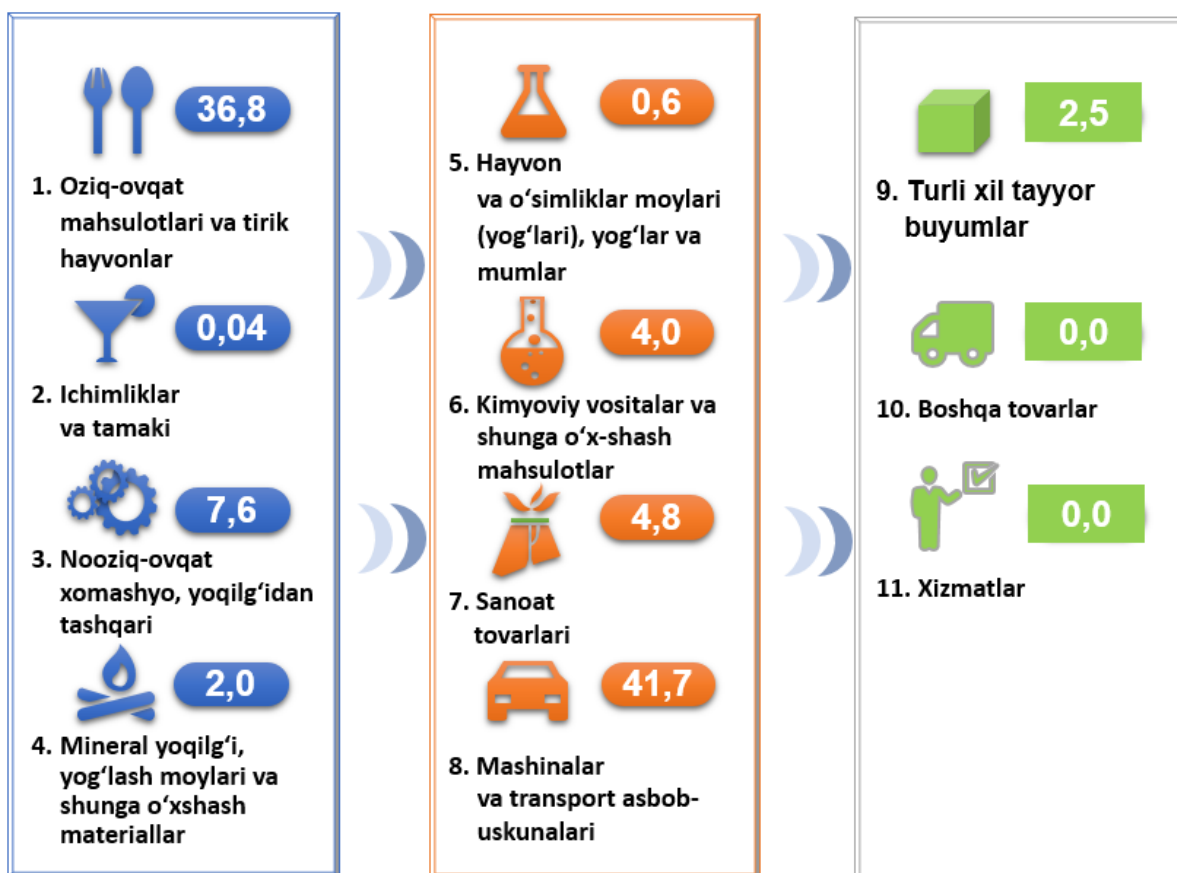 36,8
1. Oziq-ovqat
mahsulotlari va tirik
hayvonlar
0,04
2. Ichimliklar
va tamaki
7,6
3. Nooziq-ovqat
xomashyo, yoqilg‘idan
tashqari
2,0
4. Mineral yoqilg‘i,
yog‘lash moylari va
shunga o‘xshash
materiallar
0,6
5. Hayvon
va o‘simliklar moylari
(yog‘lari), yog‘lar va
mumlar
4,0
6. Kimyoviy vositalar va
shunga o‘x-shash
mahsulotlar
4,8
7. Sanoat
tovarlari
41,7
8. Mashinalar
va transport asbob-
uskunalari
2,5
9. Turli xil tayyor
buyumlar
0,0
10. Boshqa tovarlar
0,0
11. Xizmatlar